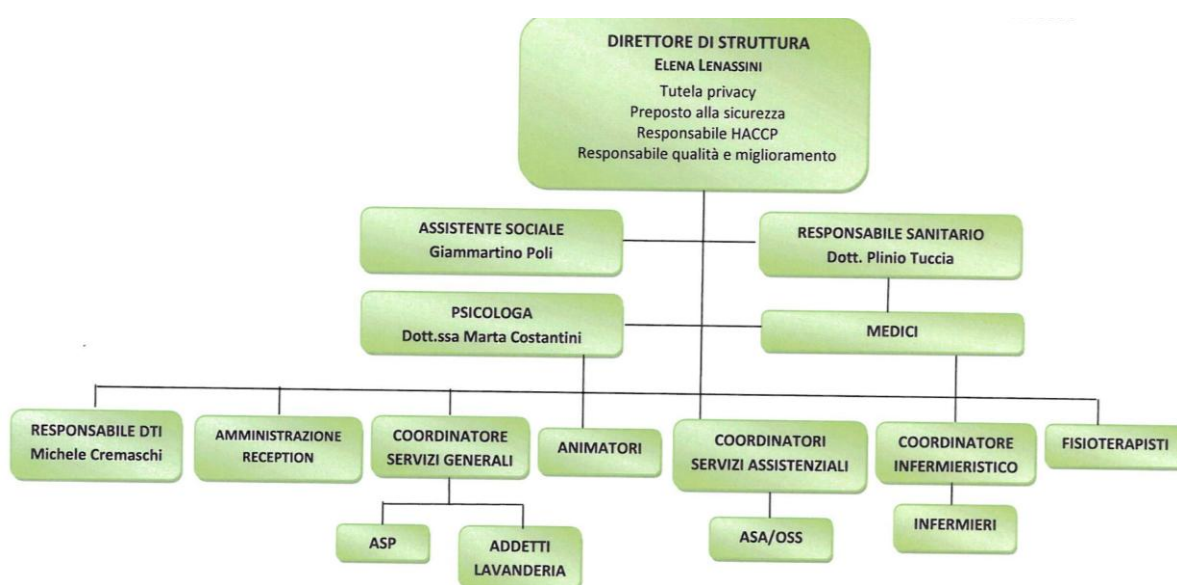 DIRETTORE DI STRUTTURA
ELENA LENASSINI
Tutela privacy
Preposto alla sicurezza
Responsabile HACCP
Responsabile qualità e miglioramento
ASSISTENTE SOCIALE
Giammartino Poli
RESPONSABILE SANITARIO
Dott. Plinio Tuccia
PSICOLOGA
Dott.ssa Marta Costantini
MEDICI
RESPONSABILE DTI
Michele Cremaschi
AMMINISTRAZIONE
RECEPTION
COORDINATORE
SERVIZI GENERALI
ANIMATORI
COORDINATORI
SERVIZI ASSISTENZIALI
COORDINATORE
INFERMIERISTICO
FISIOTERAPISTI
ASP
ADDETTI
LAVANDERIA
ASA/OSS
INFERMIERI